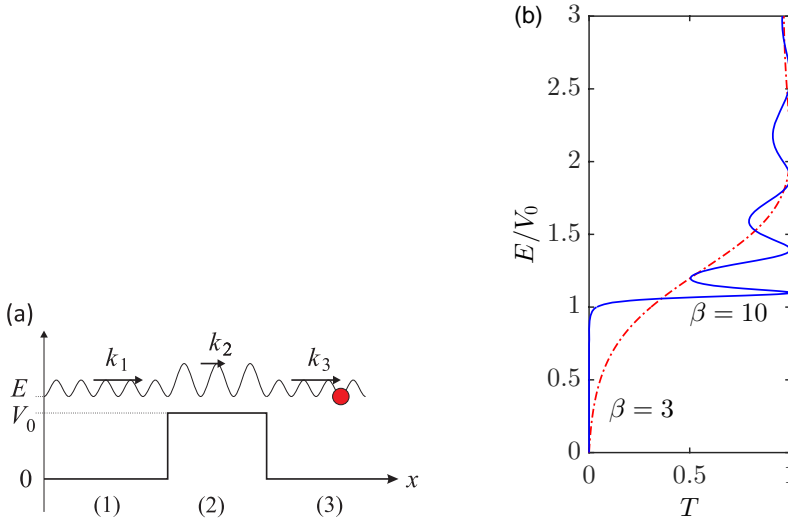 (a)
k1 k2 k3
E
V0
0
x
(1) (2) (3)
(b)
3
2.5
2
1.5
1
0.5
0
E/V0
β = 10
β = 3
0 0.5 1
T